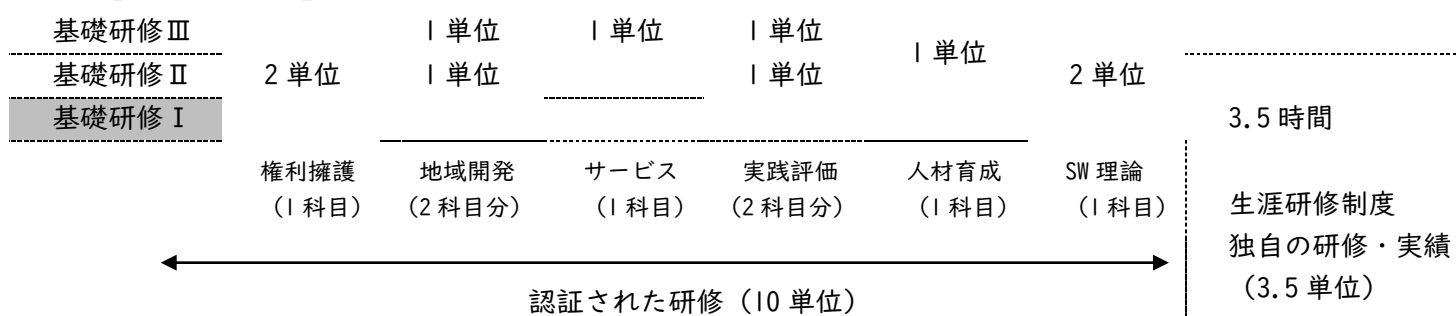 基礎研修Ⅲ 1単位 1単位 1単位
1単位
基礎研修Ⅱ 2単位 1単位 1単位 2単位
基礎研修Ⅰ 3.5時間
権利擁護 地域開発 サービス 実践評価 人材育成 SW理論
（1科目） （2科目分） （1科目） （2科目分） （1科目） （1科目）
生涯研修制度
独自の研修・実績
（3.5単位）
認証された研修（10単位）